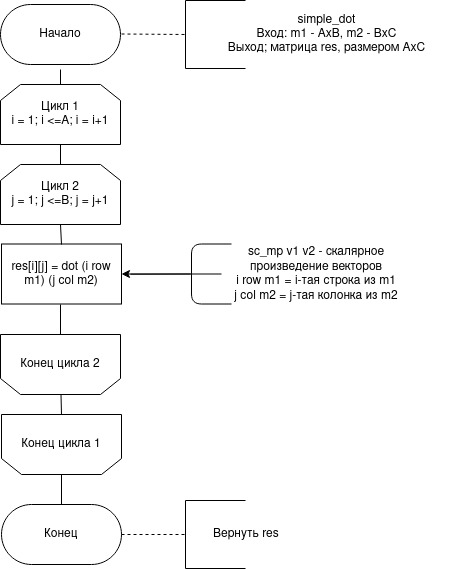 Начало
simple_dot
Вход: m1 - AxB, m2 - BxC
Выход; матрица res, размером AxC
Цикл 1
i = 1; i <=A; i = i+1
Цикл 2
j = 1; j <=B; j = j+1
res[i][j] = dot (i row
m1) (j col m2)
sc_mp v1 v2 - скалярное
произведение векторов
i row m1 = i-тая строка из m1
j col m2 = j-тая колонка из m2
Конец цикла 2
Конец цикла 1
Конец
Вернуть res